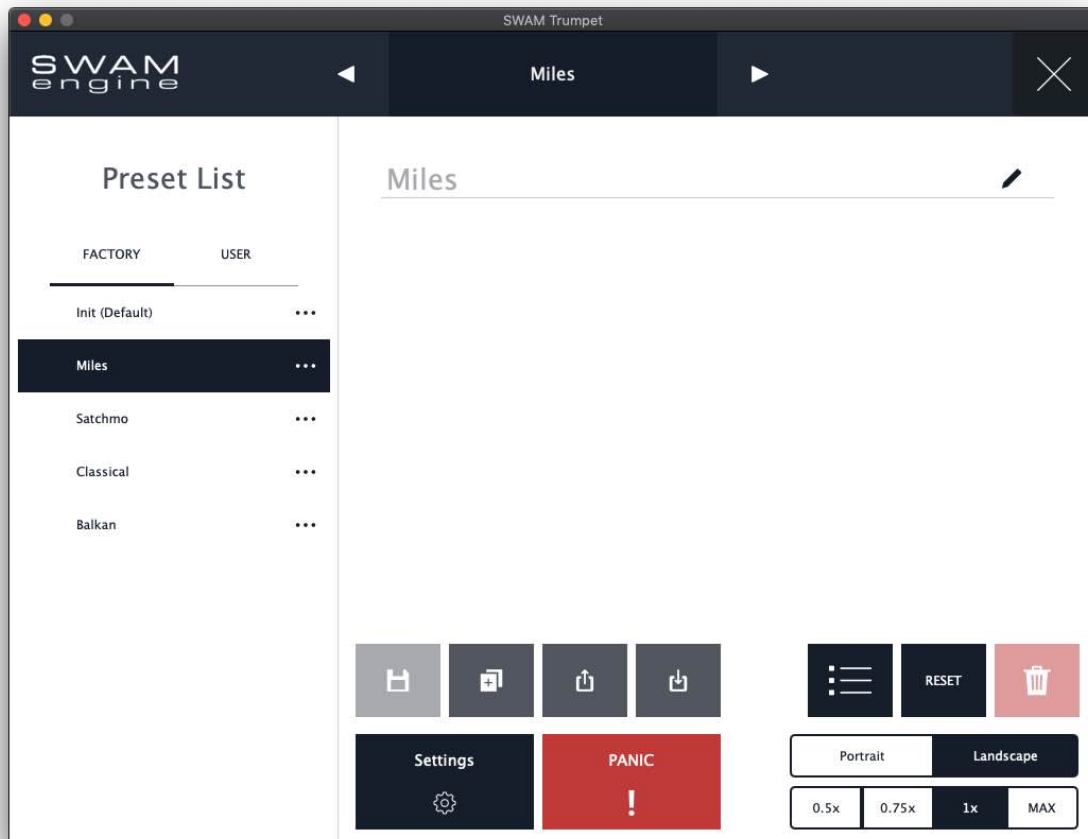 SWAM Trumpet
SWAM
engine
Miles
Preset List
FACTORY USER
Init (Default)
Miles
Satchmo
Classical
Balkan
Miles
RESET
Settings
PANIC
!
Portrait Landscape
0.5x 0.75x 1x MAX